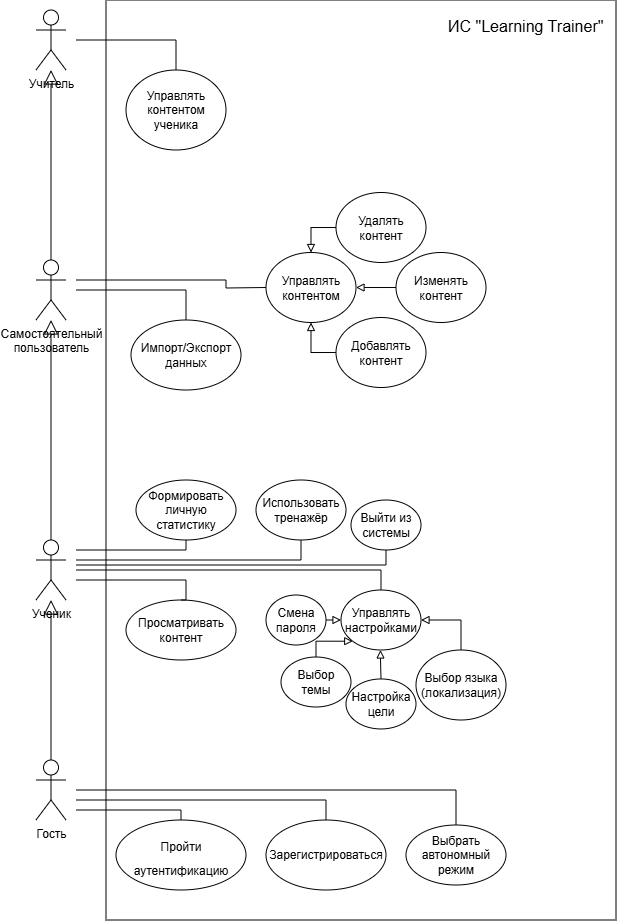 ИС "Learning Trainer"
Учитель
Управлять
контентом
ученика
Удалять
контент
Управлять
контентом
Изменять
контент
Добавлять
контент
Самостоятельный
пользователь
Импорт/Экспорт
данных
Формировать
личную
статистику
Использовать
тренажёр
Выйти из
системы
Ученик
Просматривать
контент
Смена
пароля
Управлять
настройками
Выбор
темы
Настройка
цели
Выбор языка
(локализация)
Гость
Пройти
аутентификацию
Зарегистрироваться
Выбрать
автономный
режим